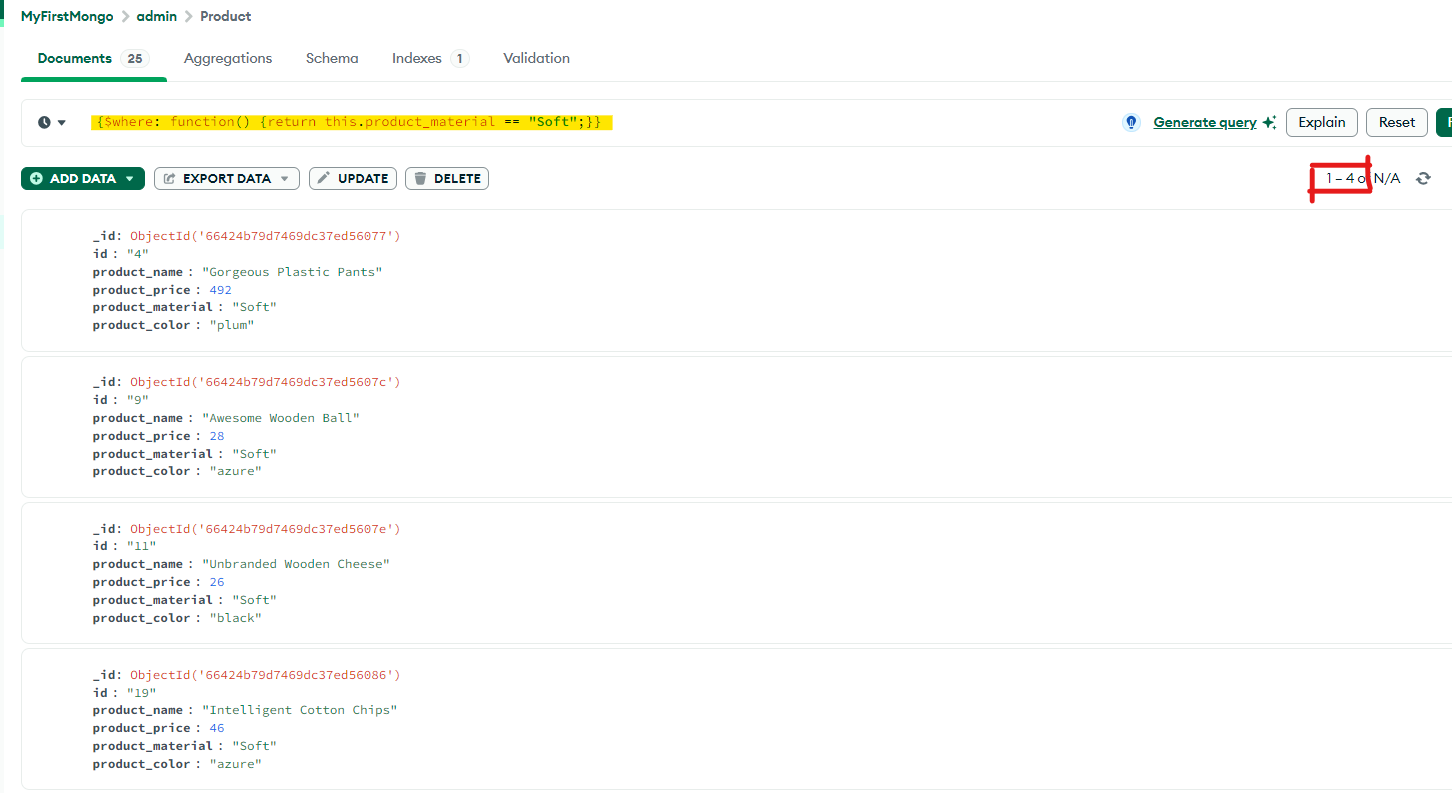 MyFirstMongo > admin > Product
Documents 25 Aggregations Schema Indexes 1 Validation
{$where: function() {return this.product_material == "Soft";}} Generate query Explain Reset
ADD DATA EXPORT DATA UPDATE DELETE 1 – 4 o N/A
_id: ObjectId('66424b79d7469dc37ed56077')
id : "4"
product_name : "Gorgeous Plastic Pants"
product_price : 492
product_material : "Soft"
product_color : "plum"
_id: ObjectId('66424b79d7469dc37ed5607c')
id : "9"
product_name : "Awesome Wooden Ball"
product_price : 28
product_material : "Soft"
product_color : "azure"
_id: ObjectId('66424b79d7469dc37ed5607e')
id : "11"
product_name : "Unbranded Wooden Cheese"
product_price : 26
product_material : "Soft"
product_color : "black"
_id: ObjectId('66424b79d7469dc37ed56086')
id : "19"
product_name : "Intelligent Cotton Chips"
product_price : 46
product_material : "Soft"
product_color : "azure"